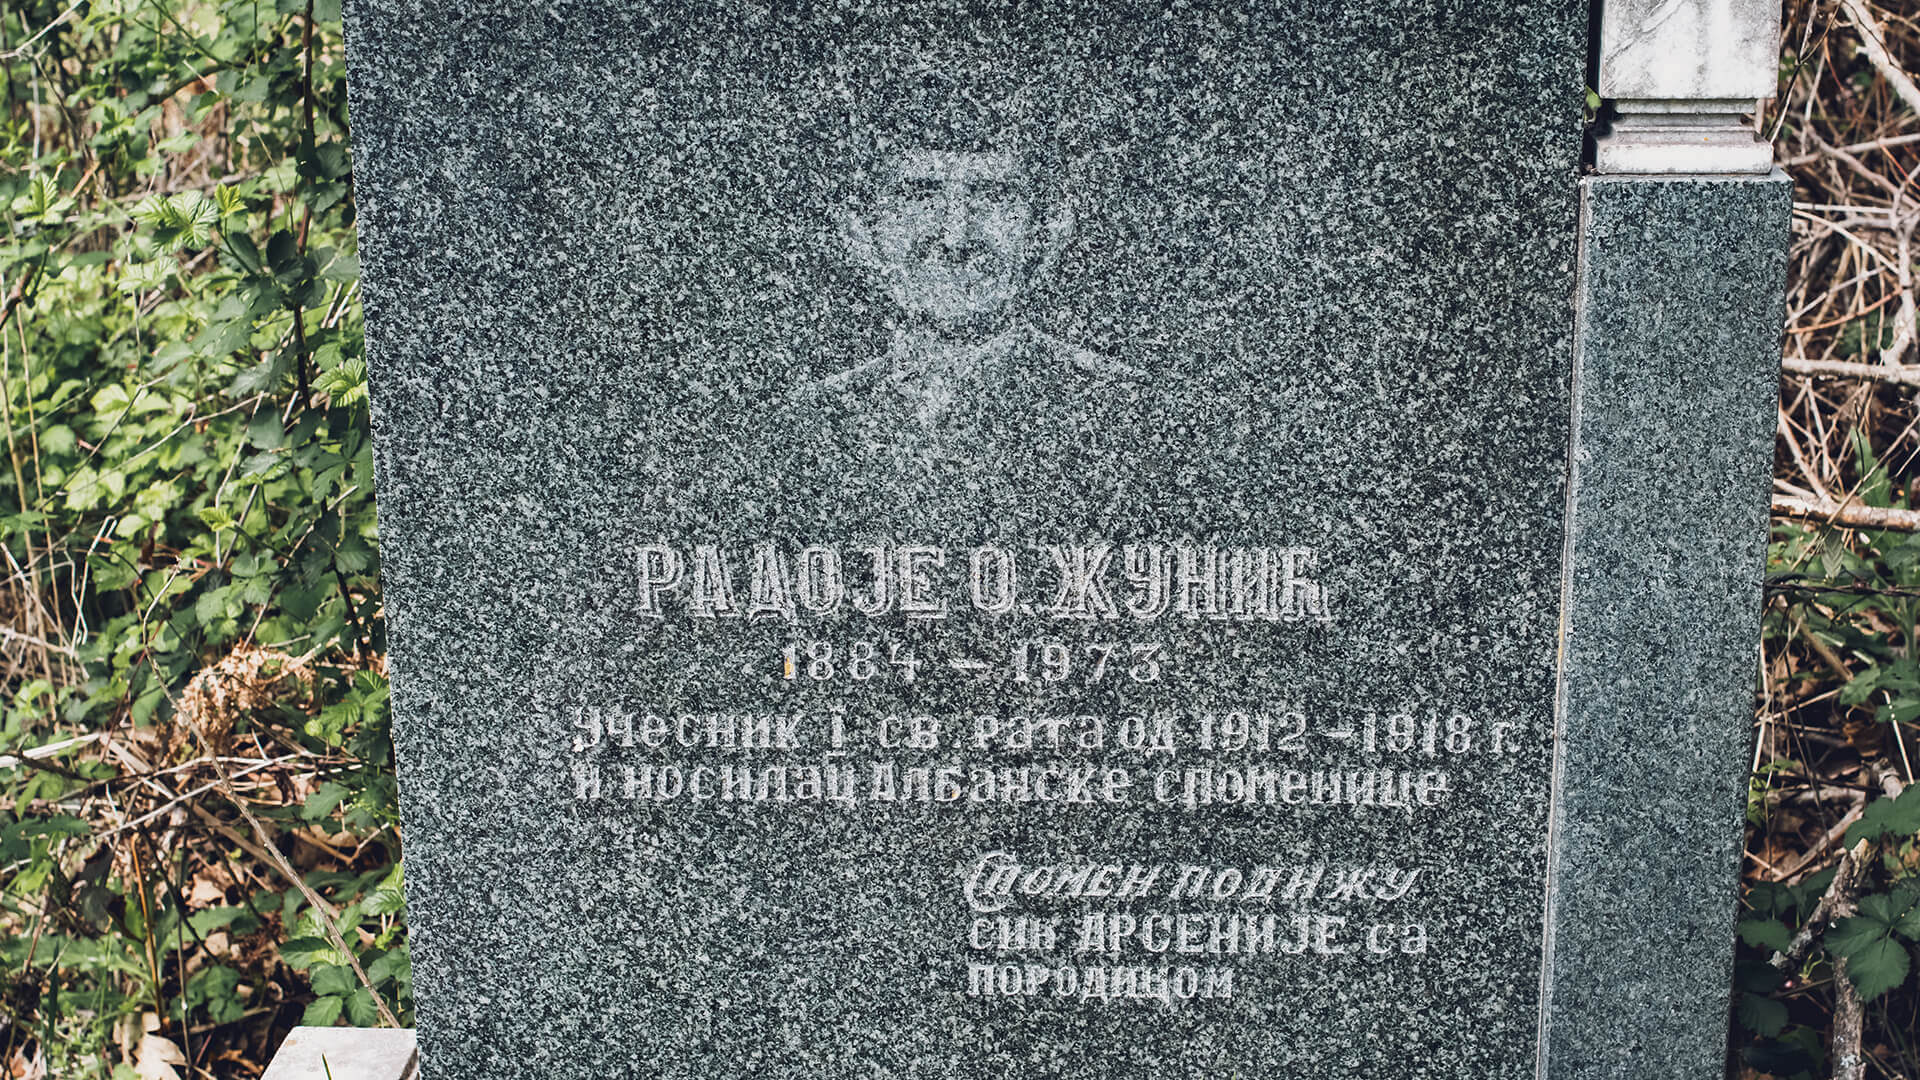 РАДОЈЕ О. ЖУНИЋ
1884 – 1973
Учесник I св. рата од 1912 – 1918 г.
и носилац Албанске споменице
Спомен подижу
син АРСЕНИЈЕ са
породицом